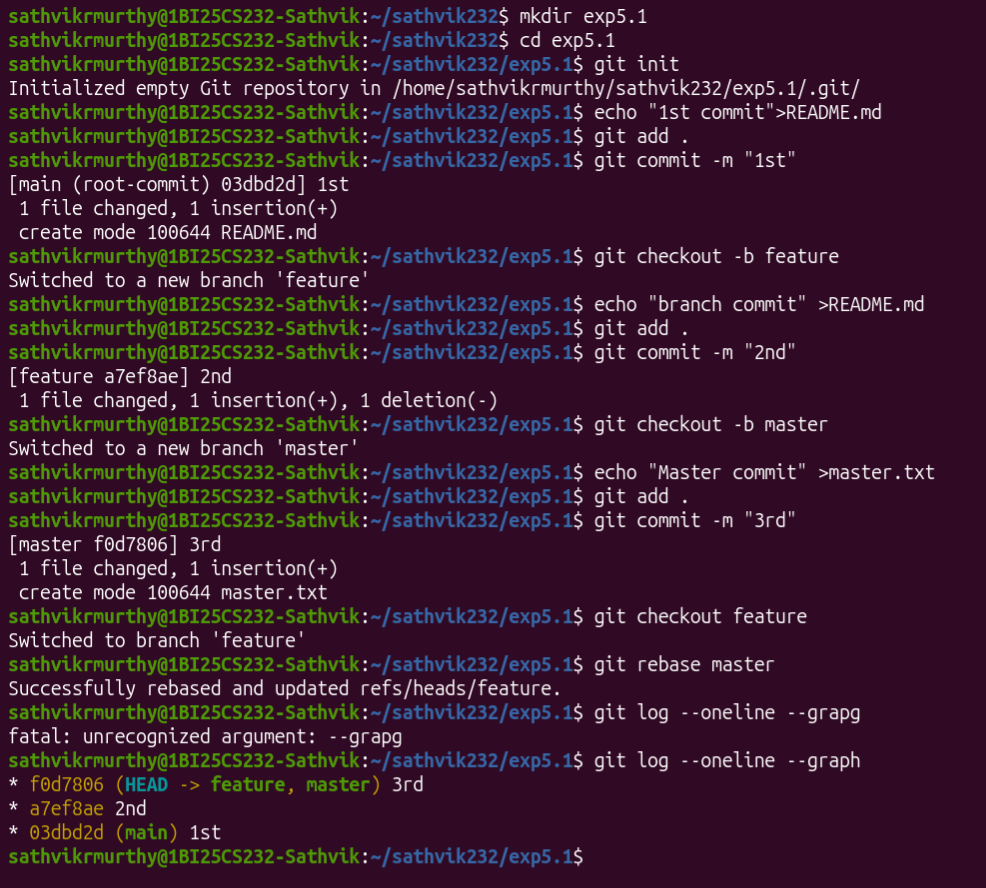 sathvikrmurthy@1BI25CS232-Sathvik:~/sathvik232$ mkdir exp5.1
sathvikrmurthy@1BI25CS232-Sathvik:~/sathvik232$ cd exp5.1
sathvikrmurthy@1BI25CS232-Sathvik:~/sathvik232/exp5.1$ git init
Initialized empty Git repository in /home/sathvikrmurthy/sathvik232/exp5.1/.git/
sathvikrmurthy@1BI25CS232-Sathvik:~/sathvik232/exp5.1$ echo "1st commit">README.md
sathvikrmurthy@1BI25CS232-Sathvik:~/sathvik232/exp5.1$ git add .
sathvikrmurthy@1BI25CS232-Sathvik:~/sathvik232/exp5.1$ git commit -m "1st"
[main (root-commit) 03dbd2d] 1st
 1 file changed, 1 insertion(+)
 create mode 100644 README.md
sathvikrmurthy@1BI25CS232-Sathvik:~/sathvik232/exp5.1$ git checkout -b feature
Switched to a new branch 'feature'
sathvikrmurthy@1BI25CS232-Sathvik:~/sathvik232/exp5.1$ echo "branch commit" >README.md
sathvikrmurthy@1BI25CS232-Sathvik:~/sathvik232/exp5.1$ git add .
sathvikrmurthy@1BI25CS232-Sathvik:~/sathvik232/exp5.1$ git commit -m "2nd"
[feature a7ef8ae] 2nd
 1 file changed, 1 insertion(+), 1 deletion(-)
sathvikrmurthy@1BI25CS232-Sathvik:~/sathvik232/exp5.1$ git checkout -b master
Switched to a new branch 'master'
sathvikrmurthy@1BI25CS232-Sathvik:~/sathvik232/exp5.1$ echo "Master commit" >master.txt
sathvikrmurthy@1BI25CS232-Sathvik:~/sathvik232/exp5.1$ git add .
sathvikrmurthy@1BI25CS232-Sathvik:~/sathvik232/exp5.1$ git commit -m "3rd"
[master f0d7806] 3rd
 1 file changed, 1 insertion(+)
 create mode 100644 master.txt
sathvikrmurthy@1BI25CS232-Sathvik:~/sathvik232/exp5.1$ git checkout feature
Switched to branch 'feature'
sathvikrmurthy@1BI25CS232-Sathvik:~/sathvik232/exp5.1$ git rebase master
Successfully rebased and updated refs/heads/feature.
sathvikrmurthy@1BI25CS232-Sathvik:~/sathvik232/exp5.1$ git log --oneline --grapg
fatal: unrecognized argument: --grapg
sathvikrmurthy@1BI25CS232-Sathvik:~/sathvik232/exp5.1$ git log --oneline --graph
* f0d7806 (HEAD -> feature, master) 3rd
* a7ef8ae 2nd
* 03dbd2d (main) 1st
sathvikrmurthy@1BI25CS232-Sathvik:~/sathvik232/exp5.1$